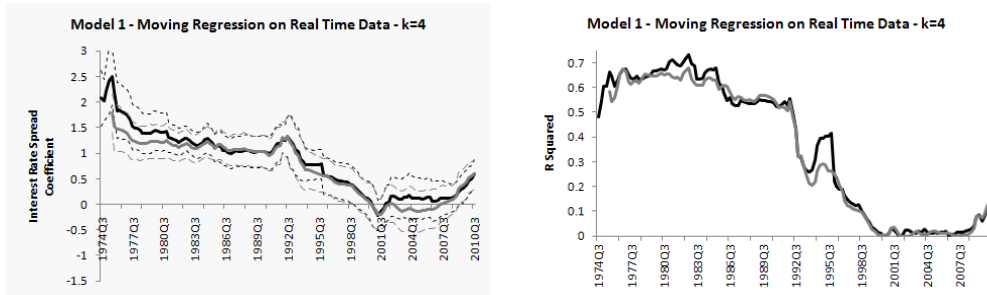 Model 1 - Moving Regression on Real Time Data - k=4
Interest Rate Spread
Coefficient
3
2.5
2
1.5
1
0.5
0
-0.5
-1
-1.5
1974Q3
1977Q3
1980Q3
1983Q3
1986Q3
1989Q3
1992Q3
1995Q3
1998Q3
2001Q3
2004Q3
2007Q3
2010Q3
Model 1 - Moving Regression on Real Time Data - k=4
R Squared
0.7
0.6
0.5
0.4
0.3
0.2
0.1
0
1974Q3
1977Q3
1980Q3
1983Q3
1986Q3
1989Q3
1992Q3
1995Q3
1998Q3
2001Q3
2004Q3
2007Q3